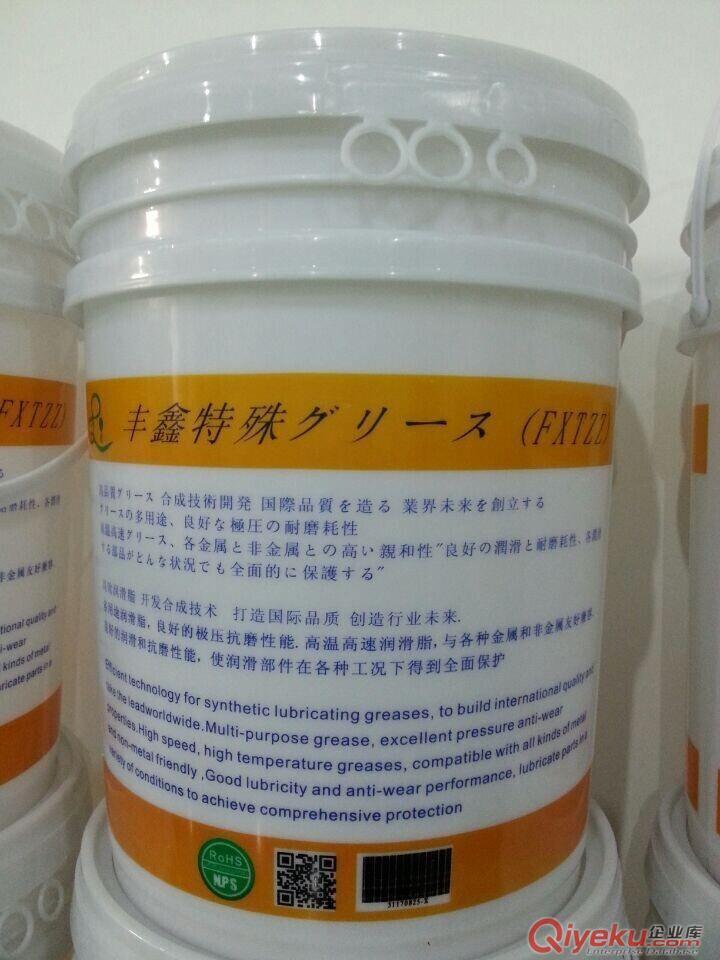 丰鑫特殊グリース (FXTZZ)
高品質グリース 合成技術開発 国際品質を造る 業界未来を創立する
グリースの多用途、良好な極圧の耐磨耗性
高温高速グリース、各金属と非金属との高い親和性"良好の潤滑と耐磨耗性、各潤滑
する部品がどんな状況でも全面的に保護する"
高效润滑脂 开发合成技术 打造国际品质 创造行业未来.
润滑脂,良好的极压抗磨性能.高温高速润滑脂,与各种金属和非金属友好兼容.
良好的润滑和抗磨性能,使润滑部件在各种工况下得到全面保护
Efficient technology for synthetic lubricating greases, to build international quality and
take the leadworldwide.Multi-purpose grease, excellent pressure anti-wear
properties.High speed, high temperature greases, compatible with all kinds of metal
and non-metal friendly ,Good lubricity and anti-wear performance, lubricate parts in a
variety of conditions to achieve comprehensive protection
RoHS
NPS
31170825-X
FXTZZ)
Qiyeku.com企业库
Enterprise Database